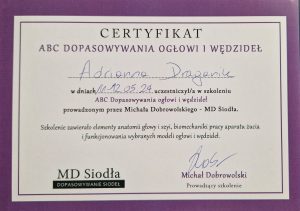 CERTYFIKAT
ABC DOPASOWYWANIA OGŁOWI I WĘDZIDEŁ
Adrianna Draganik
w dniach 11-12.05.24 uczestniczył/a w szkoleniu
ABC Dopasowywania ogłowi i wędzideł
prowadzonym przez Michała Dobrowolskiego - MD Siodła.
Szkolenie zawierało elementy anatomii głowy i szyi, biomechaniki pracy aparatu żucia
i funkcjonowania wybranych modeli ogłowi i wędzideł.
MD Siodła
DOPASOWYWANIE SIODEŁ
Michał Dobrowolski
Prowadzący szkolenie